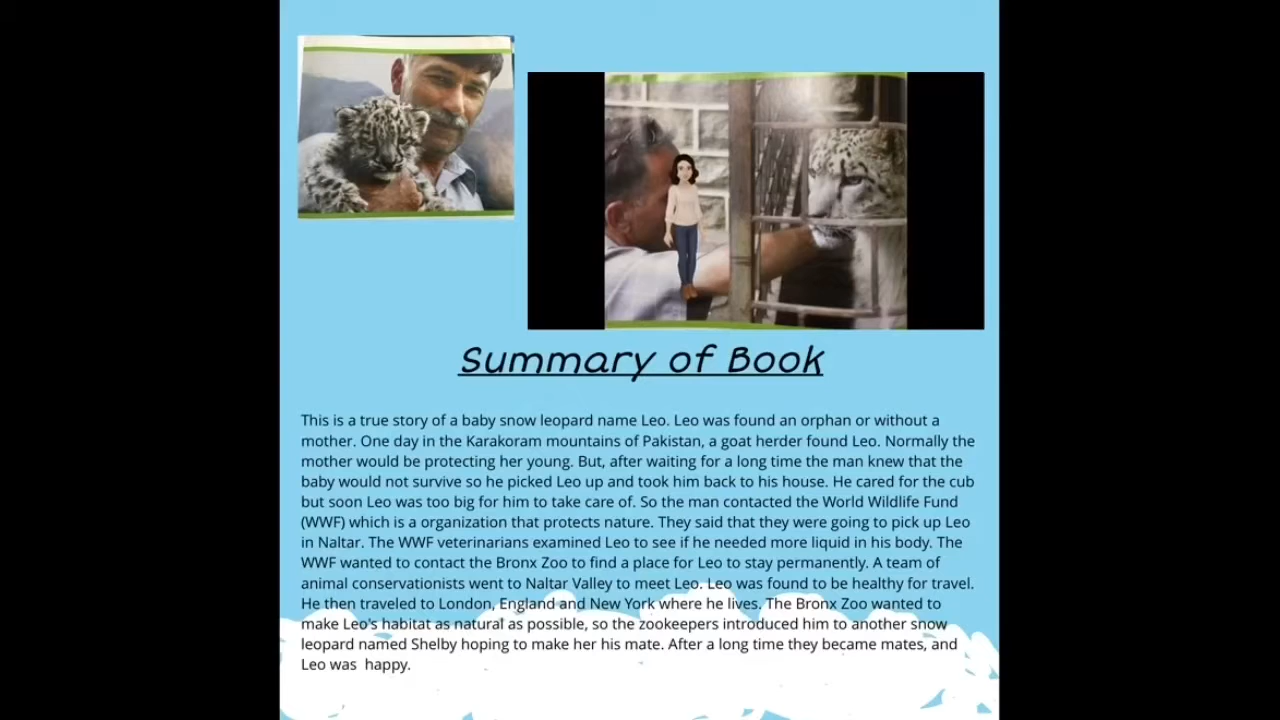 Summary of Book
This is a true story of a baby snow leopard name Leo. Leo was found an orphan or without a
mother. One day in the Karakoram mountains of Pakistan, a goat herder found Leo. Normally the
mother would be protecting her young. But, after waiting for a long time the man knew that the
baby would not survive so he picked Leo up and took him back to his house. He cared for the cub
but soon Leo was too big for him to take care of. So the man contacted the World Wildlife Fund
(WWF) which is a organization that protects nature. They said that they were going to pick up Leo
in Naltar. The WWF veterinarians examined Leo to see if he needed more liquid in his body. The
WWF wanted to contact the Bronx Zoo to find a place for Leo to stay permanently. A team of
animal conservationists went to Naltar Valley to meet Leo. Leo was found to be healthy for travel.
He then traveled to London, England and New York where he lives. The Bronx Zoo wanted to
make Leo's habitat as natural as possible, so the zookeepers introduced him to another snow
leopard named Shelby hoping to make her his mate. After a long time they became mates, and
Leo was  happy.